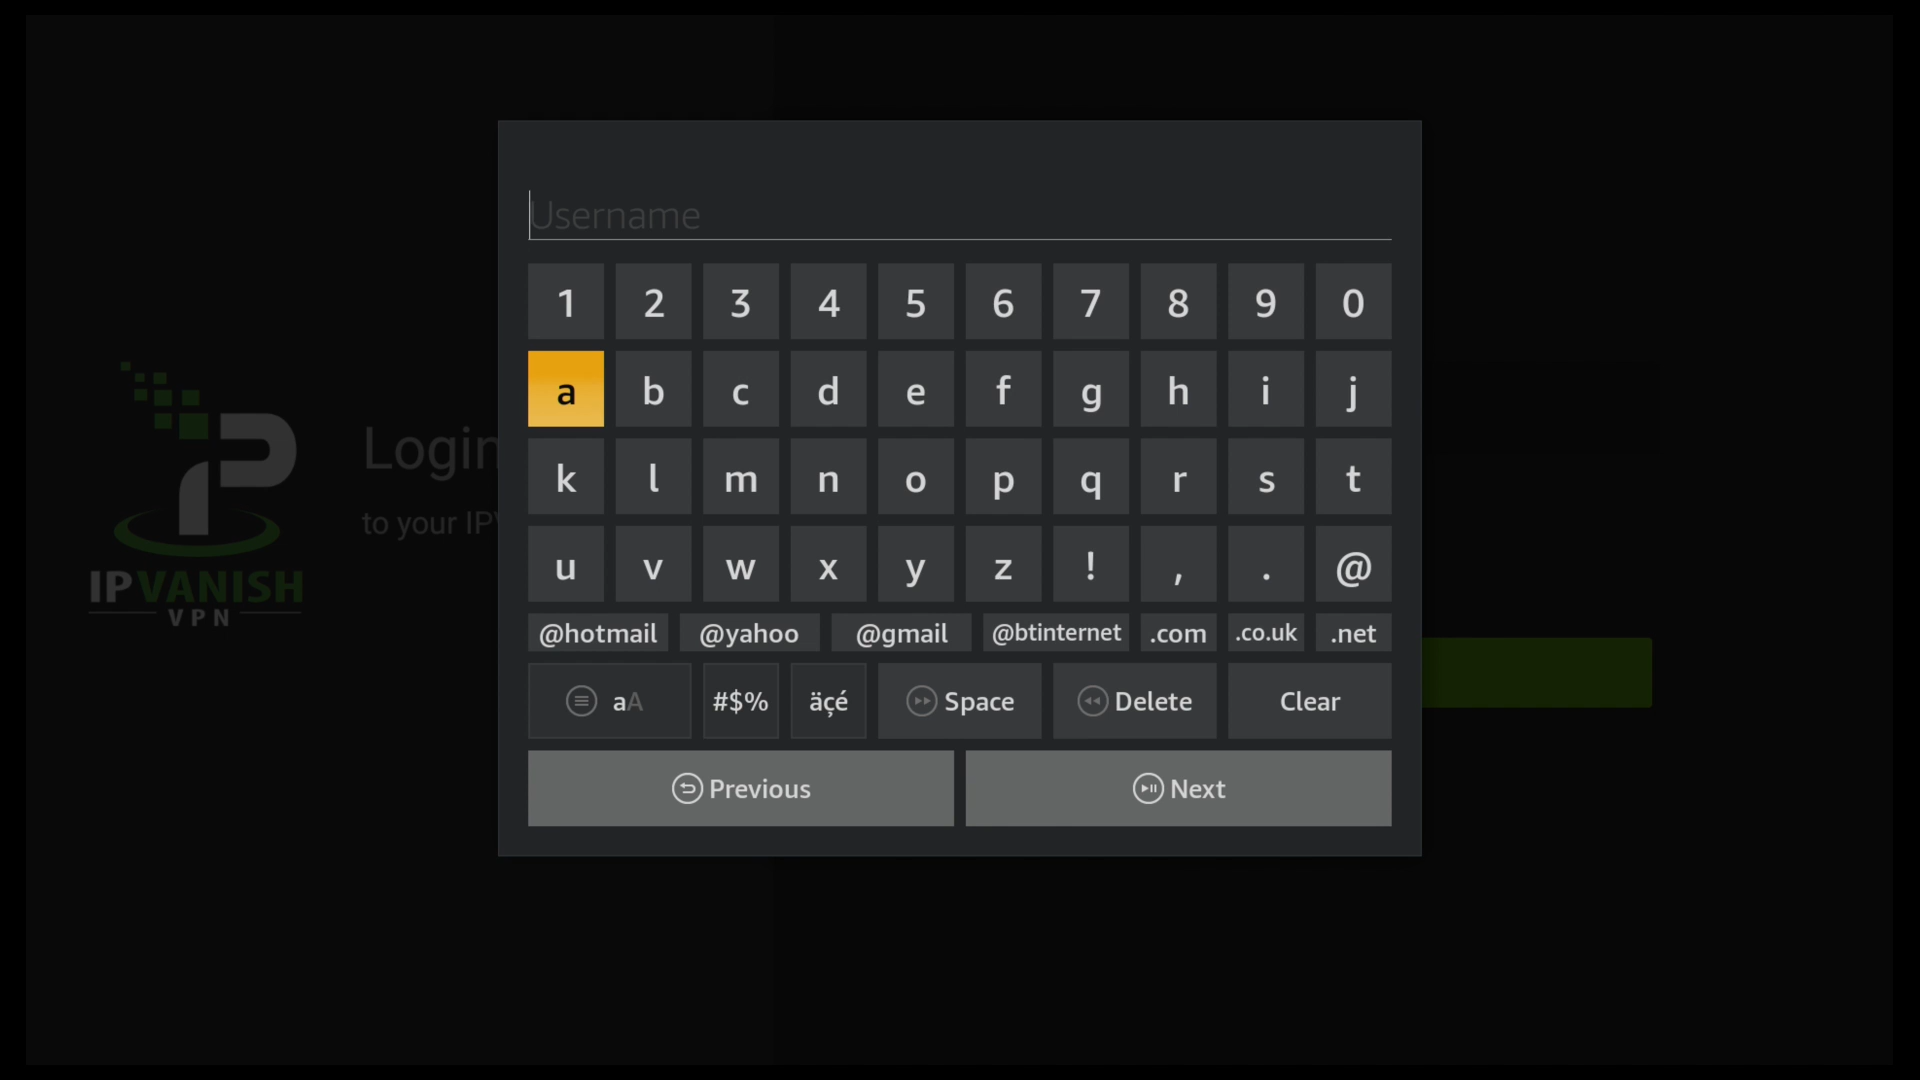 Username
1 2 3 4 5 6 7 8 9 0
a b c d e f g h i j
k l m n o p q r s t
u v w x y z ! , . @
@hotmail @yahoo @gmail @btinternet .com .co.uk .net
aA #$% äçé Space Delete Clear
Previous Next
Login
to your IPV
IPVANISH
VPN